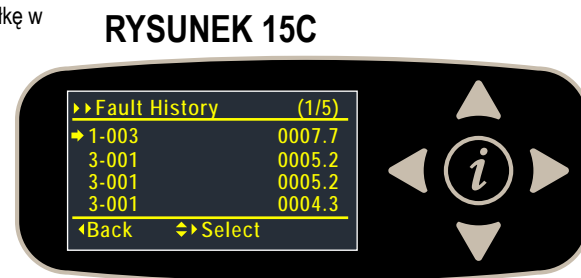 łkę w
RYSUNEK 15C
Fault History (1/5)
1-003 0007.7
3-001 0005.2
3-001 0005.2
3-001 0004.3
Back Select
i